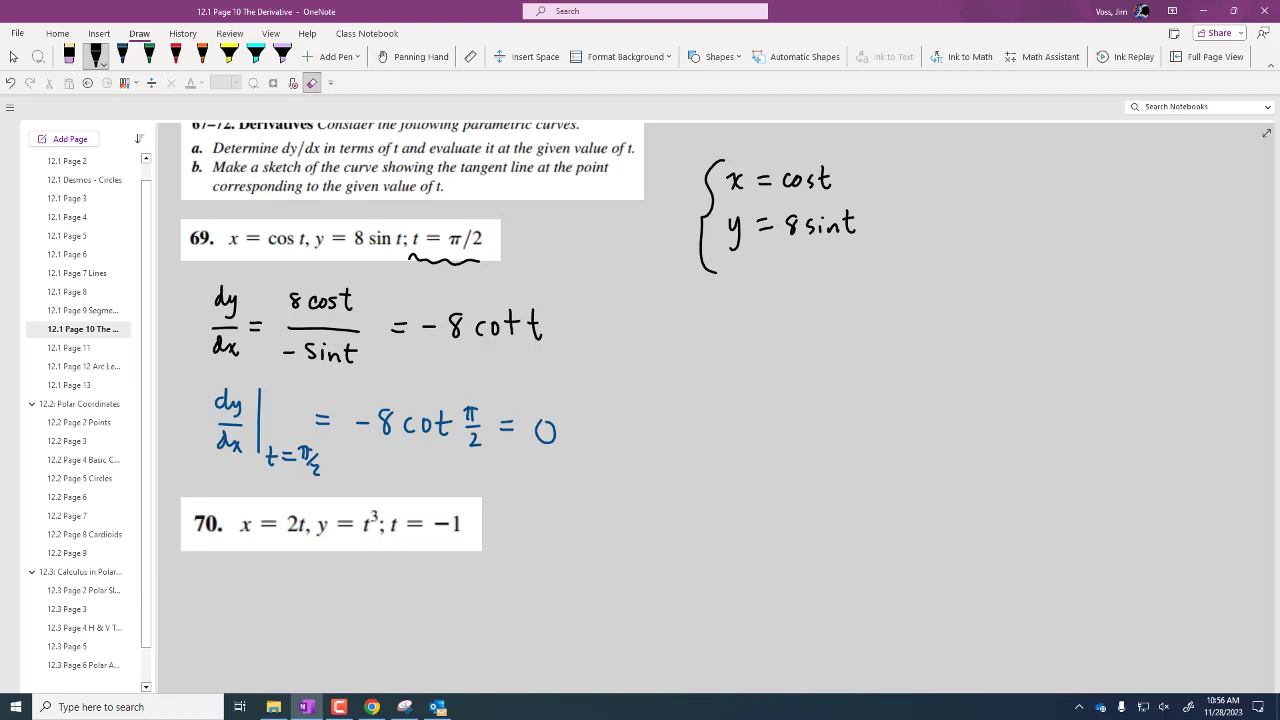 12.1 Page 10 The Derivative - OneNote
Search
Voss, Jim
File Home Insert Draw History Review View Help Class Notebook
Share
Add Pen Panning Hand Insert Space Format Background Shapes Automatic Shapes Ink to Text Ink to Math Math Assistant Ink Replay Full Page View
Search Notebooks
Add Page
12.1 Page 2
12.1 Desmos - Circles
12.1 Page 3
12.1 Page 4
12.1 Page 5
12.1 Page 6
12.1 Page 7 Lines
12.1 Page 8
12.1 Page 9 Segme...
12.1 Page 10 The ...
12.1 Page 11
12.1 Page 12 Arc Le...
12.1 Page 13
12.2: Polar Coordinates
12.2 Page 2 Points
12.2 Page 3
12.2 Page 4 Basic C...
12.2 Page 5 Circles
12.2 Page 6
12.2 Page 7
12.2 Page 8 Cardioids
12.2 Page 9
12.3: Calculus in Polar...
12.3 Page 2 Polar Sl...
12.3 Page 3
12.3 Page 4 H & V T...
12.3 Page 5
12.3 Page 6 Polar A...
67–72. Derivatives Consider the following parametric curves.
a. Determine dy/dx in terms of t and evaluate it at the given value of t.
b. Make a sketch of the curve showing the tangent line at the point
corresponding to the given value of t.
69. x = cos t, y = 8 sin t; t = π/2
dy/dx = 8 cos t / - sin t = - 8 cot t
dy/dx | t = π/2 = - 8 cot π/2 = 0
70. x = 2t, y = t³; t = −1
x = cos t
y = 8 sin t
Type here to search
10:56 AM
11/28/2023